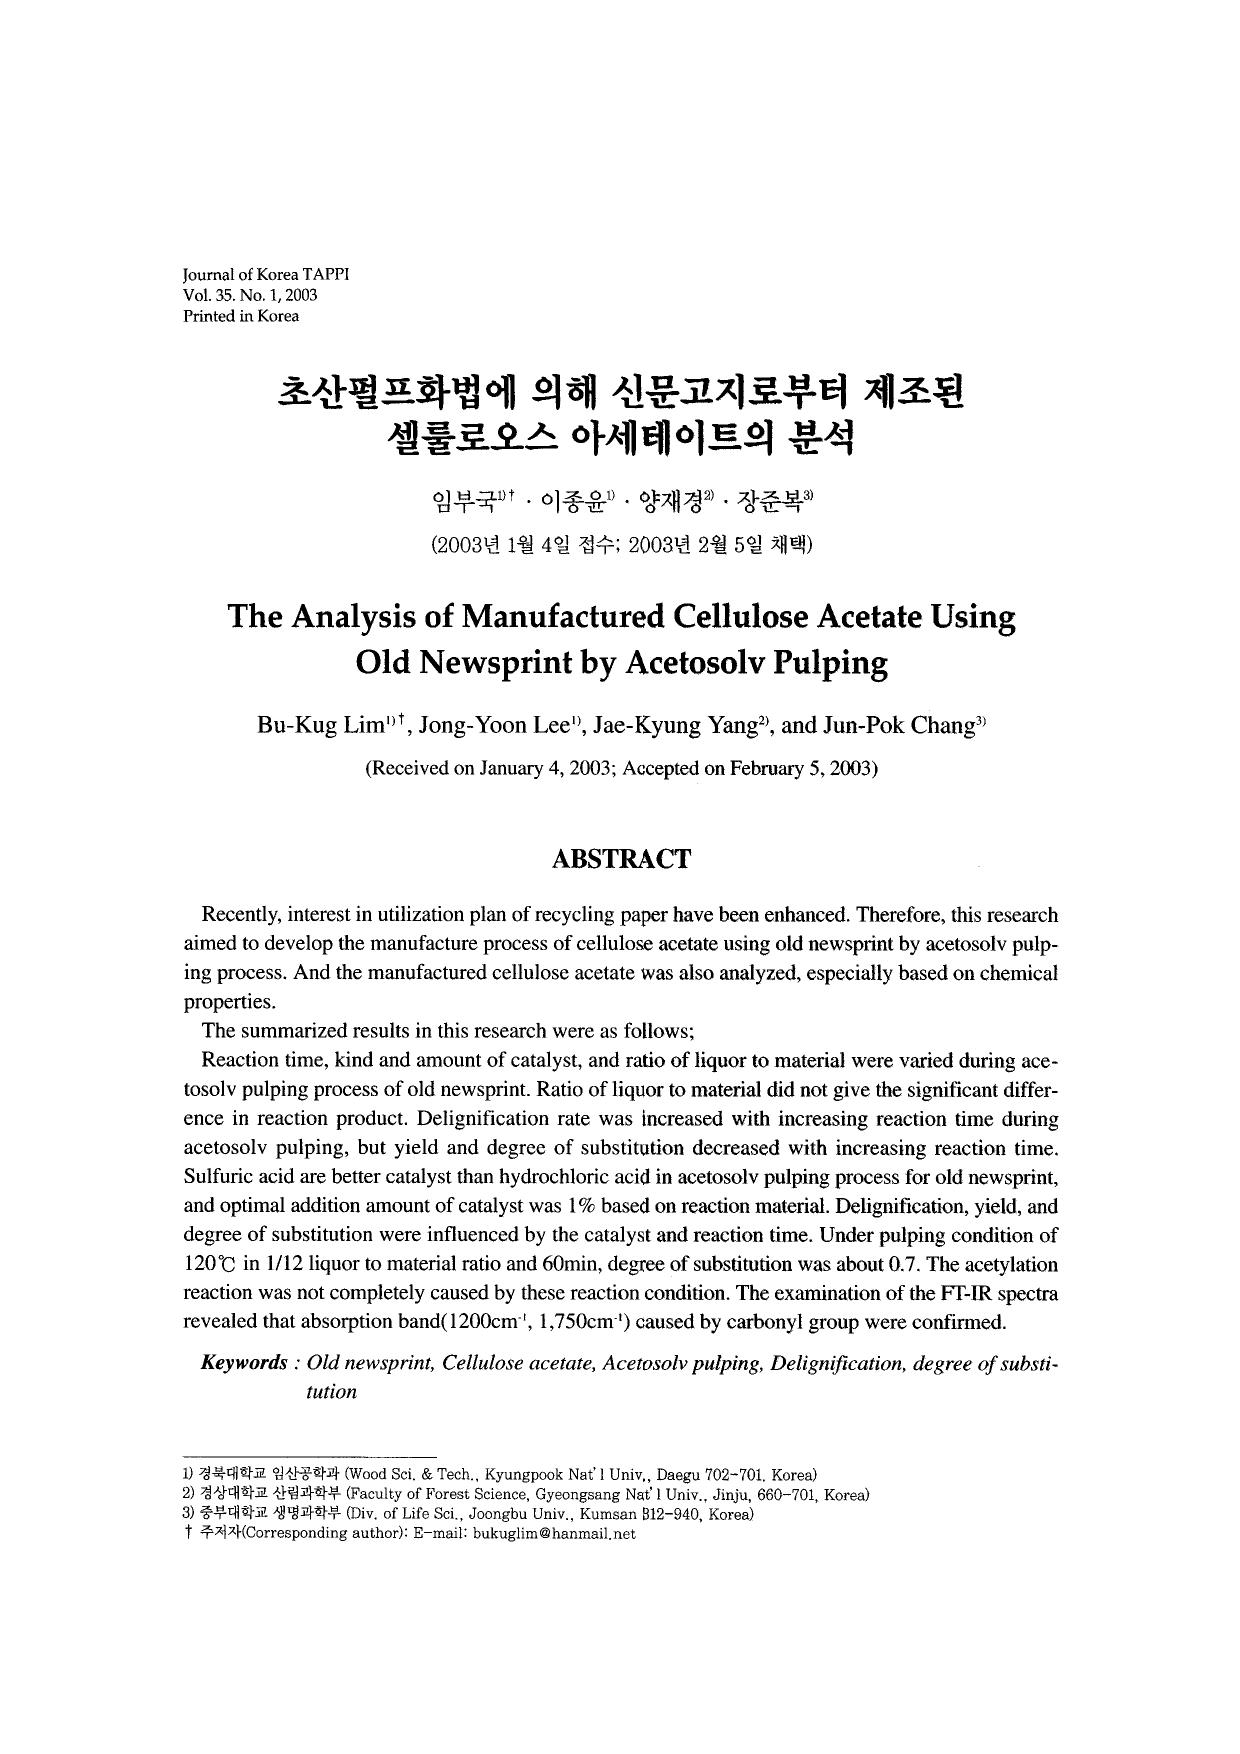 Journal of Korea TAPPI
Vol. 35. No. 1, 2003
Printed in Korea
초산펄프화법에 의해 신문고지로부터 제조된
셀룰로오스 아세테이트의 분석
임부국1)† · 이종윤1) · 양재경2) · 장준복3)
(2003년 1월 4일 접수; 2003년 2월 5일 채택)
The Analysis of Manufactured Cellulose Acetate Using
Old Newsprint by Acetosolv Pulping
Bu-Kug Lim1)†, Jong-Yoon Lee1), Jae-Kyung Yang2), and Jun-Pok Chang3)
(Received on January 4, 2003; Accepted on February 5, 2003)
ABSTRACT
Recently, interest in utilization plan of recycling paper have been enhanced. Therefore, this research
aimed to develop the manufacture process of cellulose acetate using old newsprint by acetosolv pulp-
ing process. And the manufactured cellulose acetate was also analyzed, especially based on chemical
properties.
The summarized results in this research were as follows;
Reaction time, kind and amount of catalyst, and ratio of liquor to material were varied during ace-
tosolv pulping process of old newsprint. Ratio of liquor to material did not give the significant differ-
ence in reaction product. Delignification rate was increased with increasing reaction time during
acetosolv pulping, but yield and degree of substitution decreased with increasing reaction time.
Sulfuric acid are better catalyst than hydrochloric acid in acetosolv pulping process for old newsprint,
and optimal addition amount of catalyst was 1% based on reaction material. Delignification, yield, and
degree of substitution were influenced by the catalyst and reaction time. Under pulping condition of
120℃ in 1/12 liquor to material ratio and 60min, degree of substitution was about 0.7. The acetylation
reaction was not completely caused by these reaction condition. The examination of the FT-IR spectra
revealed that absorption band(1200cm-1, 1,750cm-1) caused by carbonyl group were confirmed.
Keywords : Old newsprint, Cellulose acetate, Acetosolv pulping, Delignification, degree of substi-
tution
1) 경북대학교 임산공학과 (Wood Sci. & Tech., Kyungpook Nat' l Univ,, Daegu 702-701, Korea)
2) 경상대학교 산림과학부 (Faculty of Forest Science, Gyeongsang Nat' l Univ., Jinju, 660-701, Korea)
3) 중부대학교 생명과학부 (Div. of Life Sci., Joongbu Univ., Kumsan 312-940, Korea)
† 주저자(Corresponding author): E-mail: bukuglim@hanmail.net